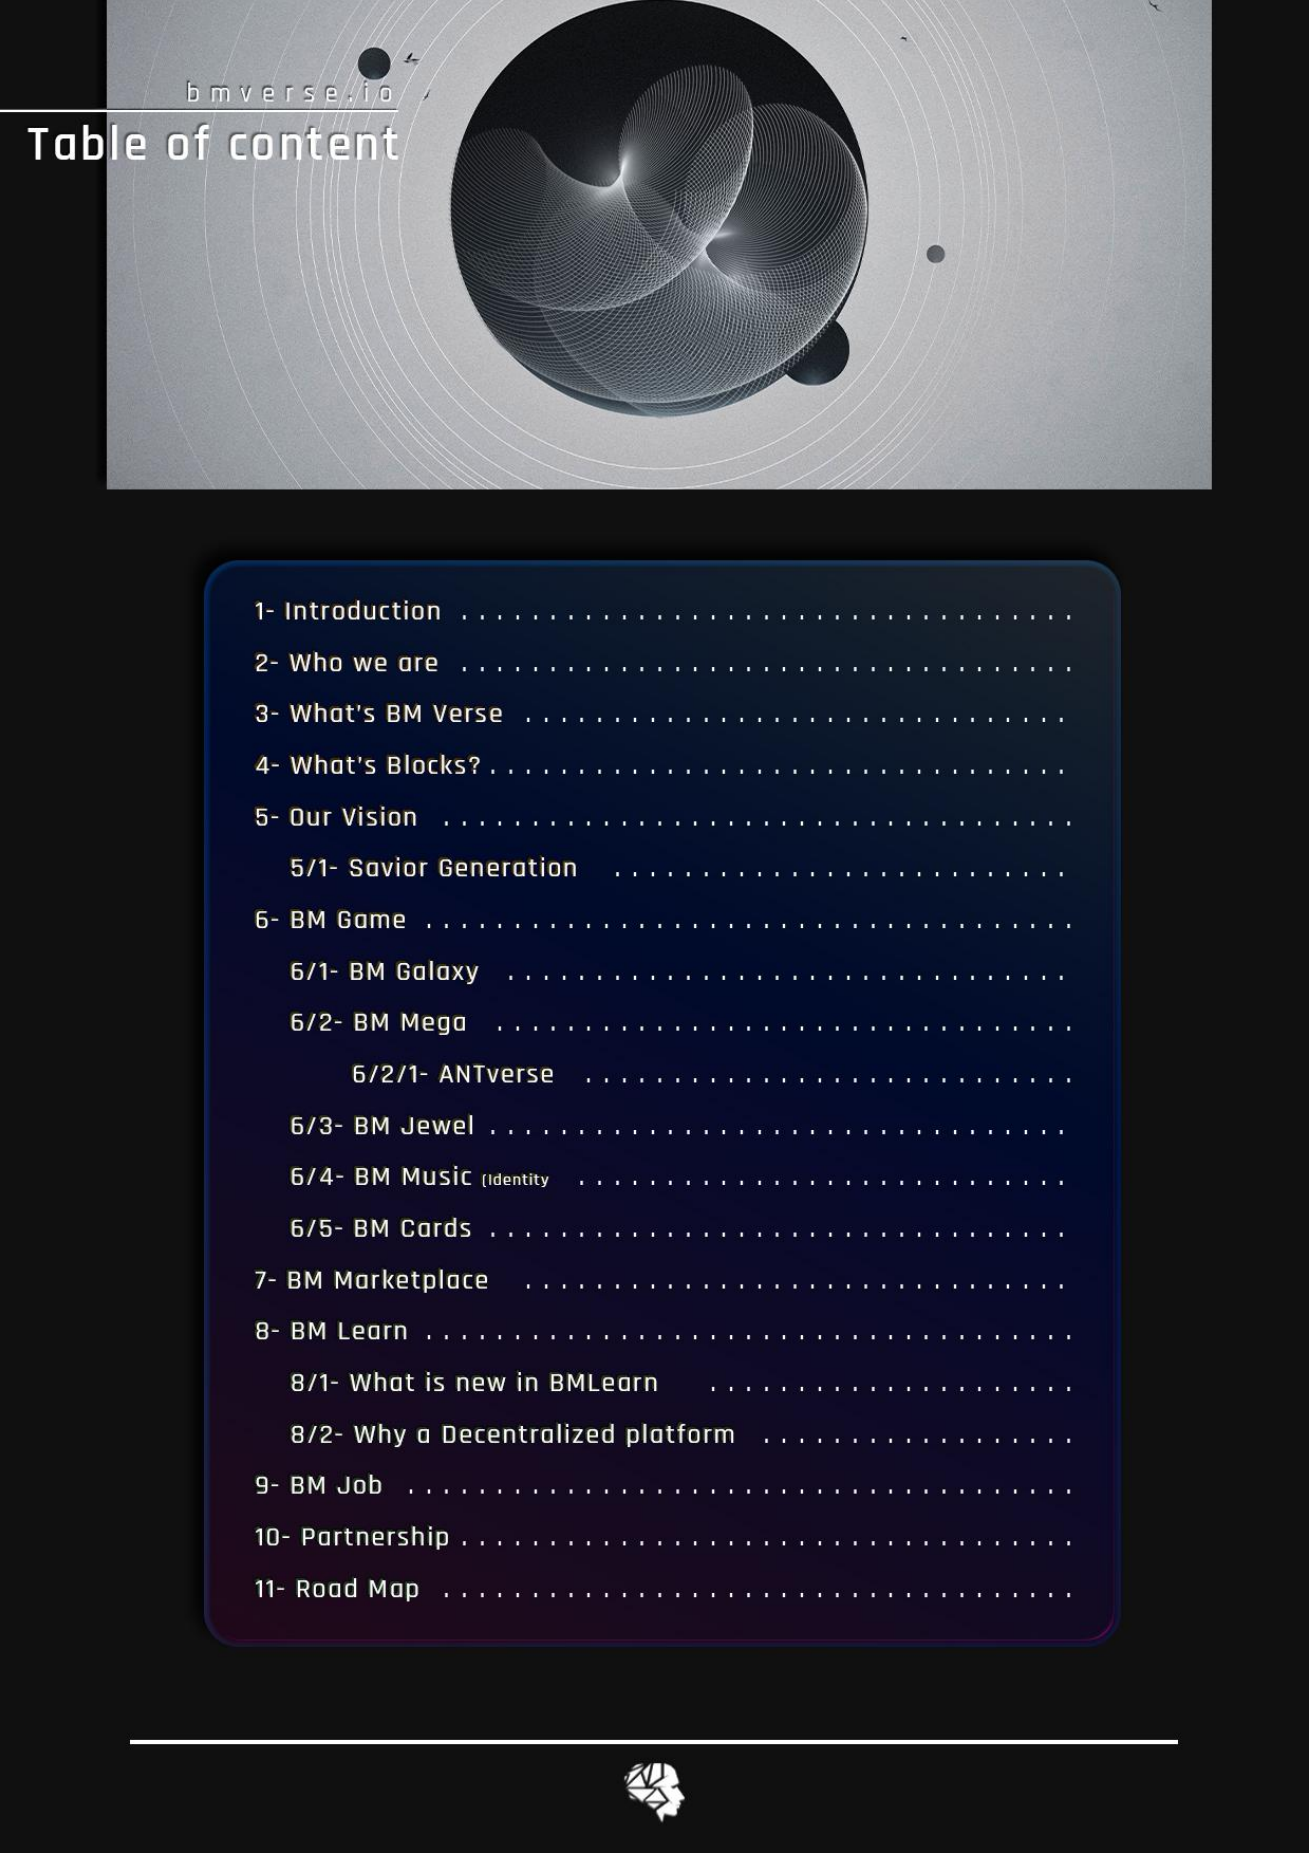 bmverse.io
Table of content
1- Introduction . . . . . . . . . . . . . . . . . . . . . . . . . . . . . . . . . . .
2- Who we are . . . . . . . . . . . . . . . . . . . . . . . . . . . . . . . . . . .
3- What's BM Verse . . . . . . . . . . . . . . . . . . . . . . . . . . . . . . .
4- What's Blocks? . . . . . . . . . . . . . . . . . . . . . . . . . . . . . . . . .
5- Our Vision . . . . . . . . . . . . . . . . . . . . . . . . . . . . . . . . . . . .
5/1- Savior Generation . . . . . . . . . . . . . . . . . . . . . . . . . .
6- BM Game . . . . . . . . . . . . . . . . . . . . . . . . . . . . . . . . . . . . .
6/1- BM Galaxy . . . . . . . . . . . . . . . . . . . . . . . . . . . . . . . .
6/2- BM Mega . . . . . . . . . . . . . . . . . . . . . . . . . . . . . . . . .
6/2/1- ANTverse . . . . . . . . . . . . . . . . . . . . . . . . . . . .
6/3- BM Jewel . . . . . . . . . . . . . . . . . . . . . . . . . . . . . . . . .
6/4- BM Music (Identity . . . . . . . . . . . . . . . . . . . . . . . . . . . .
6/5- BM Cards . . . . . . . . . . . . . . . . . . . . . . . . . . . . . . . . .
7- BM Marketplace . . . . . . . . . . . . . . . . . . . . . . . . . . . . . . .
8- BM Learn . . . . . . . . . . . . . . . . . . . . . . . . . . . . . . . . . . . . .
8/1- What is new in BMLearn . . . . . . . . . . . . . . . . . . . . .
8/2- Why a Decentralized platform . . . . . . . . . . . . . . . . . .
9- BM Job . . . . . . . . . . . . . . . . . . . . . . . . . . . . . . . . . . . . . .
10- Partnership . . . . . . . . . . . . . . . . . . . . . . . . . . . . . . . . . . .
11- Road Map . . . . . . . . . . . . . . . . . . . . . . . . . . . . . . . . . . . .